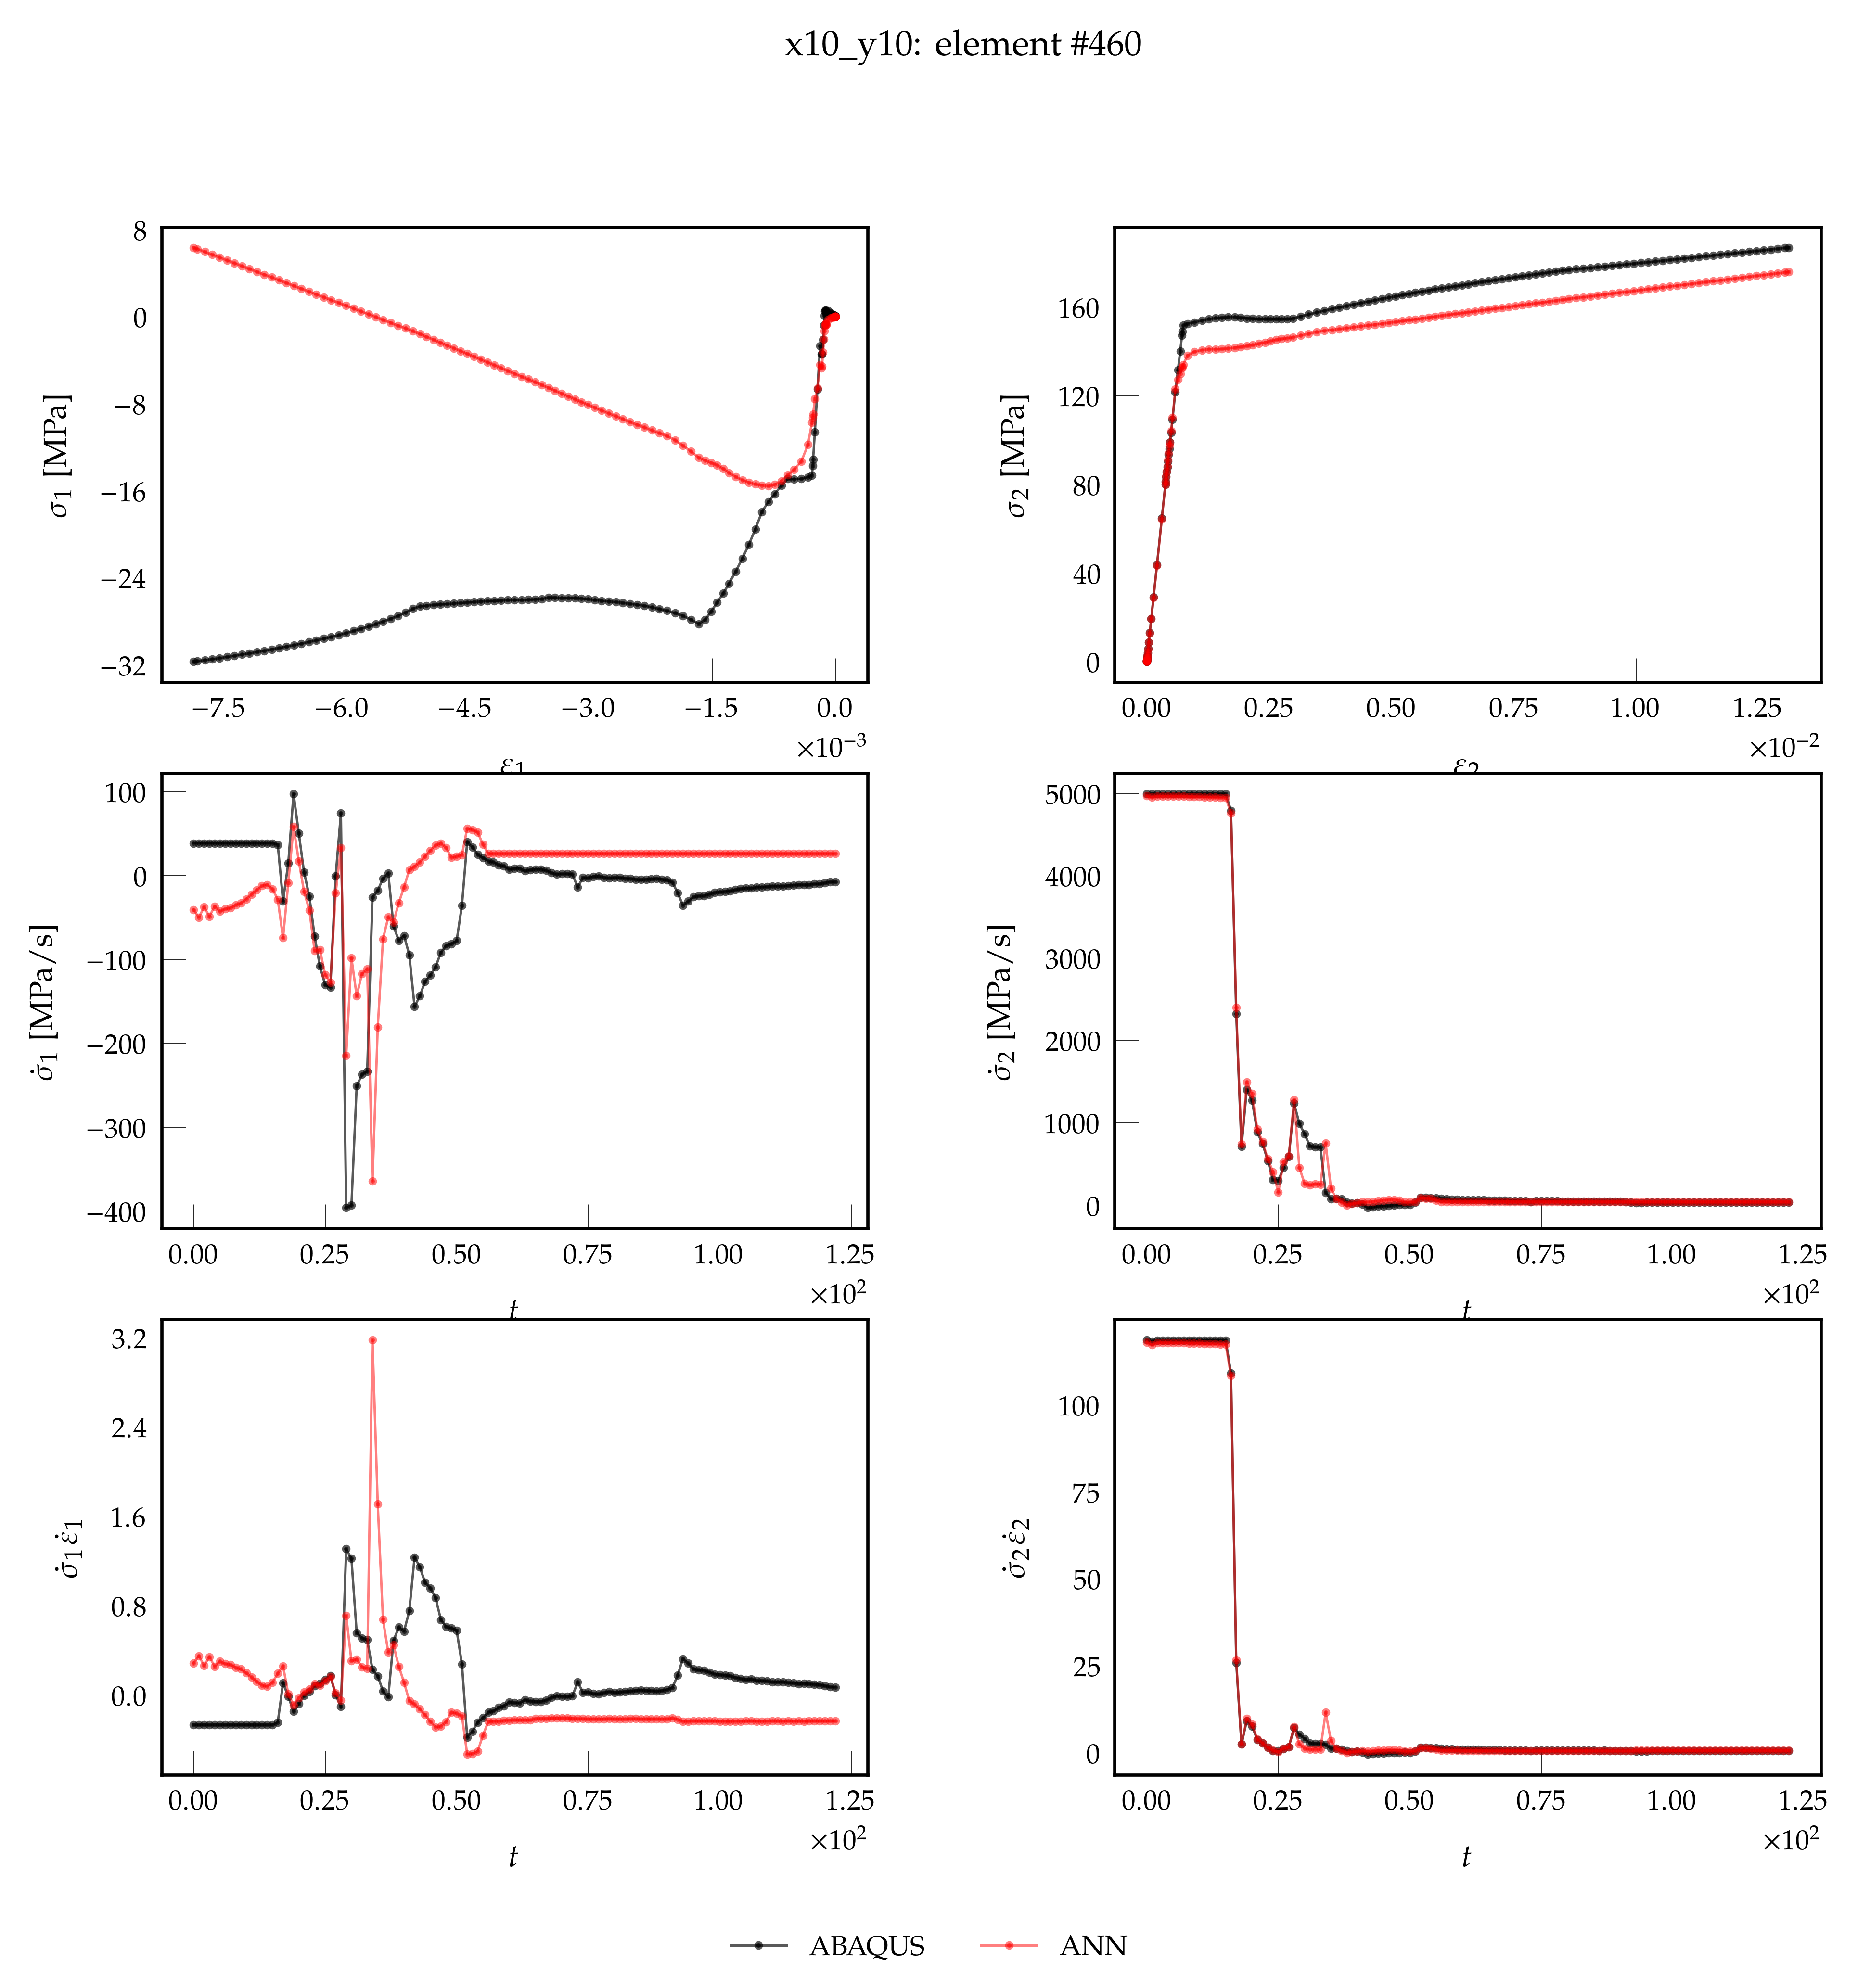 x10_y10: element #460
σ1 [MPa]
8
0
−8
−16
−24
−32
−7.5 −6.0 −4.5 −3.0 −1.5 0.0
×10−3
ε1
σ2 [MPa]
160
120
80
40
0
0.00 0.25 0.50 0.75 1.00 1.25
×10−2
ε2
σ̇1 [MPa/s]
100
0
−100
−200
−300
−400
0.00 0.25 0.50 0.75 1.00 1.25
×102
t
σ̇2 [MPa/s]
5000
4000
3000
2000
1000
0
0.00 0.25 0.50 0.75 1.00 1.25
×102
t
σ̇1ε̇1
3.2
2.4
1.6
0.8
0.0
0.00 0.25 0.50 0.75 1.00 1.25
×102
t
σ̇2ε̇2
100
75
50
25
0
0.00 0.25 0.50 0.75 1.00 1.25
×102
t
ABAQUS ANN